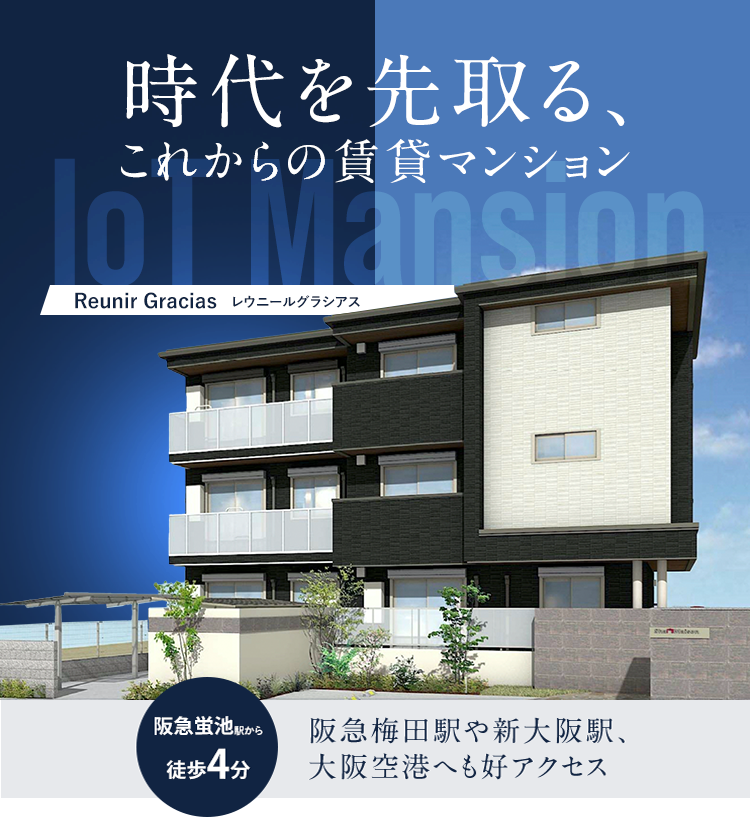 時代を先取る、
これからの賃貸マンション
IoT Mansion
Reunir Gracias レウニールグラシアス
ShaMaison
阪急蛍池駅から
徒歩4分
阪急梅田駅や新大阪駅、
大阪空港へも好アクセス